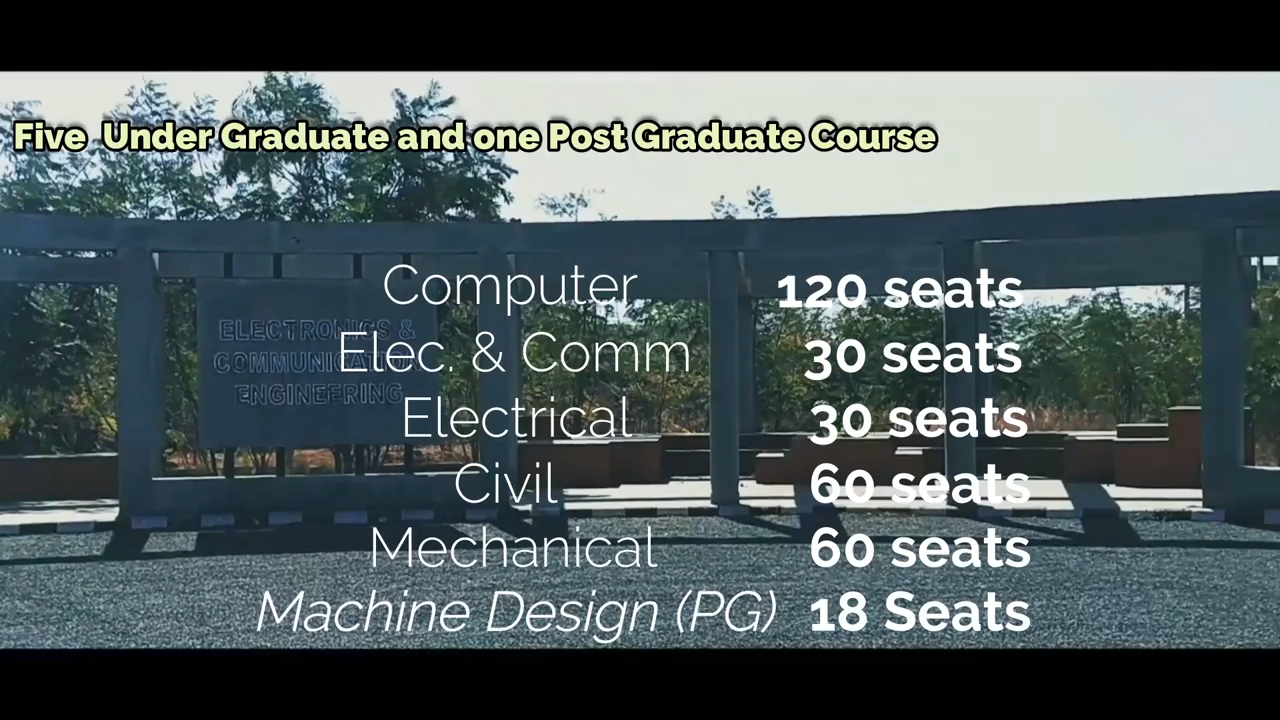 Five Under Graduate and one Post Graduate Course
Computer 120 seats
ELECTRONICS &
COMMUNICATION
ENGINEERING
Elec. & Comm 30 seats
Electrical 30 seats
Civil 60 seats
Mechanical 60 seats
Machine Design (PG) 18 Seats